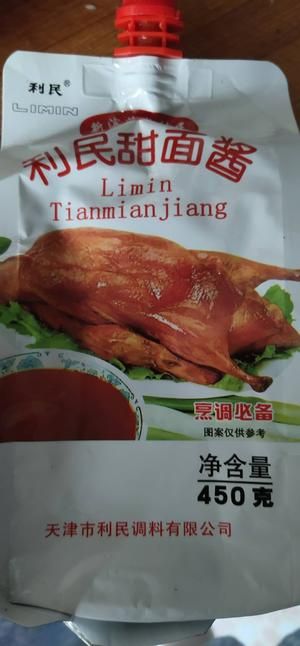 利民®
LIMIN
利民甜面酱
Limin
Tianmianjiang
烹调必备
图案仅供参考
净含量
450克
天津市利民调料有限公司